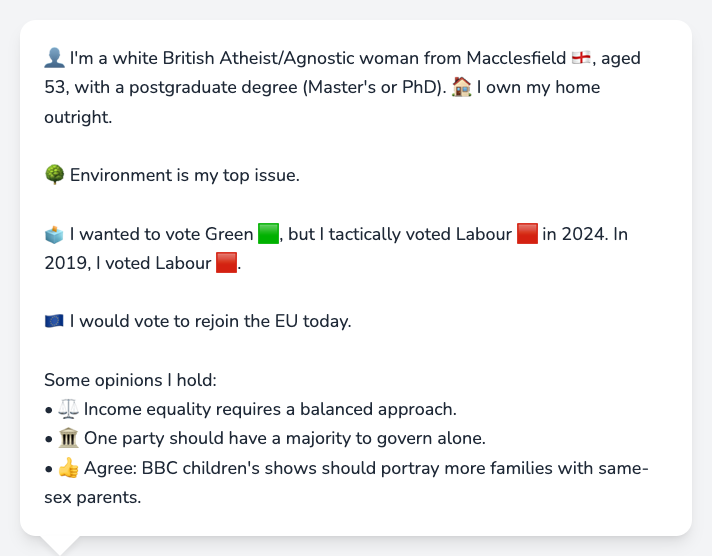 👤 I'm a white British Atheist/Agnostic woman from Macclesfield 🏴󠁧󠁢󠁥󠁮󠁧󠁿, aged
53, with a postgraduate degree (Master's or PhD). 🏠 I own my home
outright.
🌳 Environment is my top issue.
🗳️ I wanted to vote Green 🟩, but I tactically voted Labour 🟥 in 2024. In
2019, I voted Labour 🟥.
🇪🇺 I would vote to rejoin the EU today.
Some opinions I hold:
• ⚖️ Income equality requires a balanced approach.
• 🏛️ One party should have a majority to govern alone.
• 👍 Agree: BBC children's shows should portray more families with same-
sex parents.